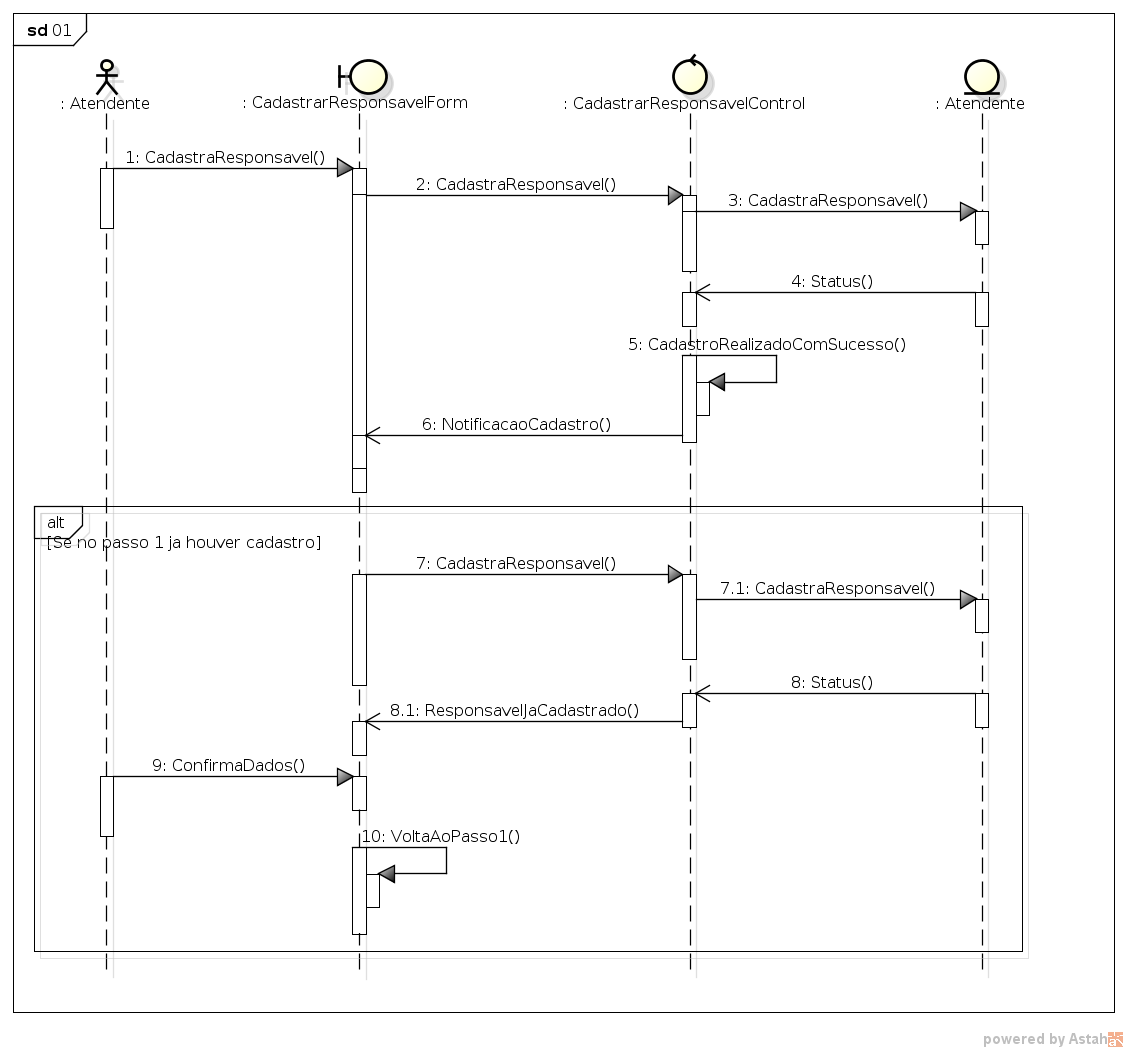 sd 01
: Atendente
: CadastrarResponsavelForm
: CadastrarResponsavelControl
: Atendente
1: CadastraResponsavel()
2: CadastraResponsavel()
3: CadastraResponsavel()
4: Status()
5: CadastroRealizadoComSucesso()
6: NotificacaoCadastro()
alt
[Se no passo 1 ja houver cadastro]
7: CadastraResponsavel()
7.1: CadastraResponsavel()
8: Status()
8.1: ResponsavelJaCadastrado()
9: ConfirmaDados()
10: VoltaAoPasso1()
powered by Astah